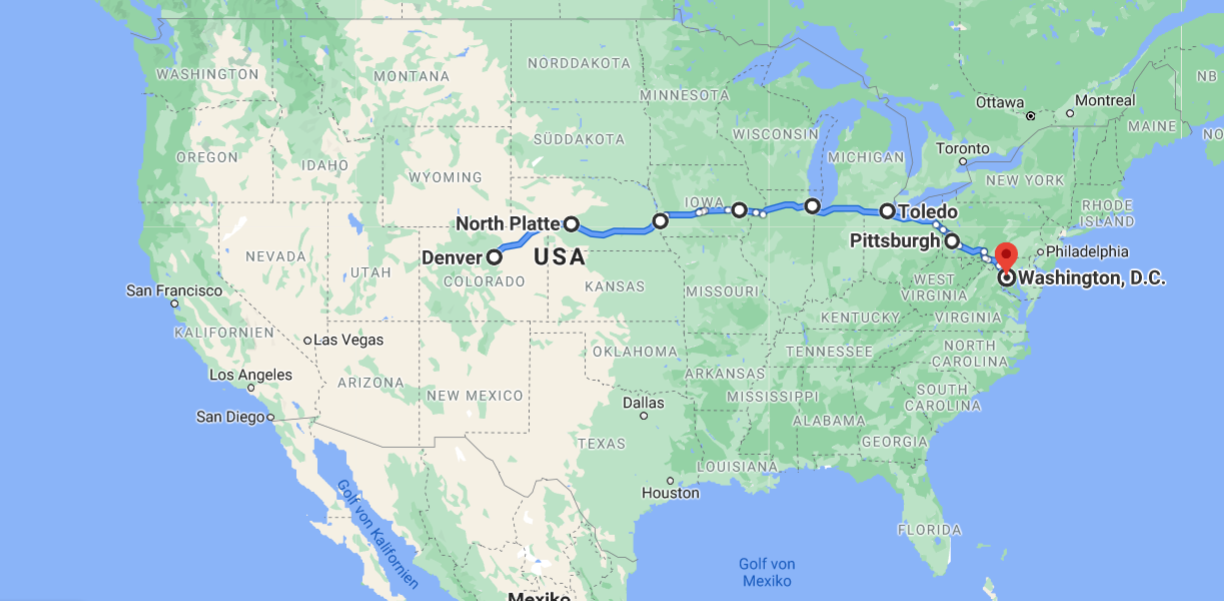 WASHINGTON
MONTANA
NORDDAKOTA
MINNESOTA
Ottawa
Montreal
NB
MAINE
NO
OREGON
IDAHO
SÜDDAKOTA
WISCONSIN
MICHIGAN
Toronto
WYOMING
NEW YORK
IOWA
RHODE
ISLAND
North Platte
Toledo
Pittsburgh
Philadelphia
Denver
USA
NEVADA
UTAH
COLORADO
KANSAS
MISSOURI
WEST
VIRGINIA
Washington, D.C.
San Francisco
KENTUCKY
VIRGINIA
KALIFORNIEN
Las Vegas
OKLAHOMA
TENNESSEE
NORTH
CAROLINA
Los Angeles
ARIZONA
NEW MEXICO
ARKANSAS
MISSISSIPPI
SOUTH
CAROLINA
San Diego
Dallas
ALABAMA
TEXAS
GEORGIA
LOUISIANA
Houston
Golf von Kalifornien
FLORIDA
Golf von
Mexiko
Mexiko